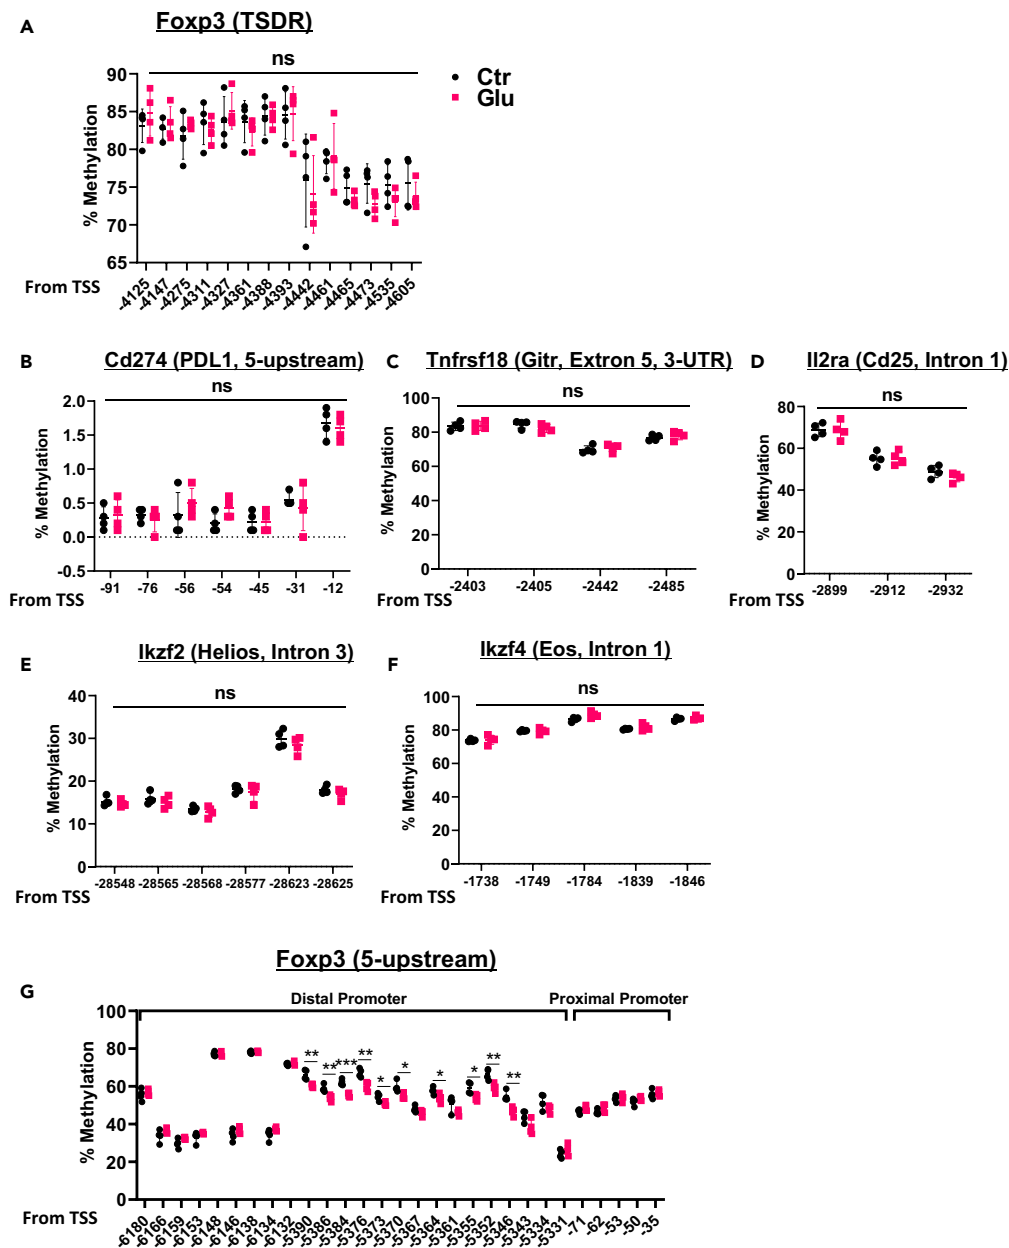 A
Foxp3 (TSDR)
ns
Ctr
Glu
% Methylation
90
85
80
75
70
65
From TSS
-4125 -4147 -4275 -4311 -4327 -4361 -4388 -4393 -4442 -4461 -4465 -4473 -4535 -4605
B
Cd274 (PDL1, 5-upstream)
ns
% Methylation
2.0
1.5
1.0
0.5
0.0
-0.5
-91 -76 -56 -54 -45 -31 -12
From TSS
C
Tnfrsf18 (Gitr, Extron 5, 3-UTR)
ns
% Methylation
100
80
60
40
20
0
-2403 -2405 -2442 -2485
From TSS
D
Il2ra (Cd25, Intron 1)
ns
% Methylation
80
60
40
20
0
-2899 -2912 -2932
From TSS
E
Ikzf2 (Helios, Intron 3)
ns
% Methylation
40
30
20
10
0
-28548 -28565 -28568 -28577 -28623 -28625
From TSS
F
Ikzf4 (Eos, Intron 1)
ns
% Methylation
100
80
60
40
20
0
-1738 -1749 -1784 -1839 -1846
From TSS
Foxp3 (5-upstream)
G
Distal Promoter Proximal Promoter
% Methylation
100
80
60
40
20
0
** ** *** ** * * * * ** **
From TSS
-6180 -6166 -6159 -6153 -6148 -6146 -6138 -6134 -6132 -5390 -5386 -5384 -5376 -5373 -5370 -5367 -5364 -5361 -5355 -5352 -5346 -5343 -5334 -5331 -71 -62 -53 -50 -35